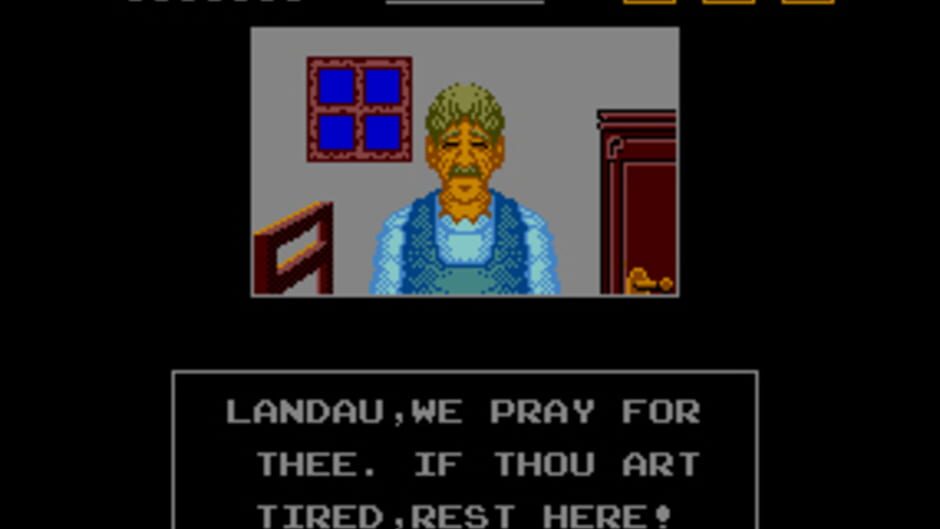 LANDAU,WE PRAY FOR
THEE. IF THOU ART
TIRED,REST HERE!